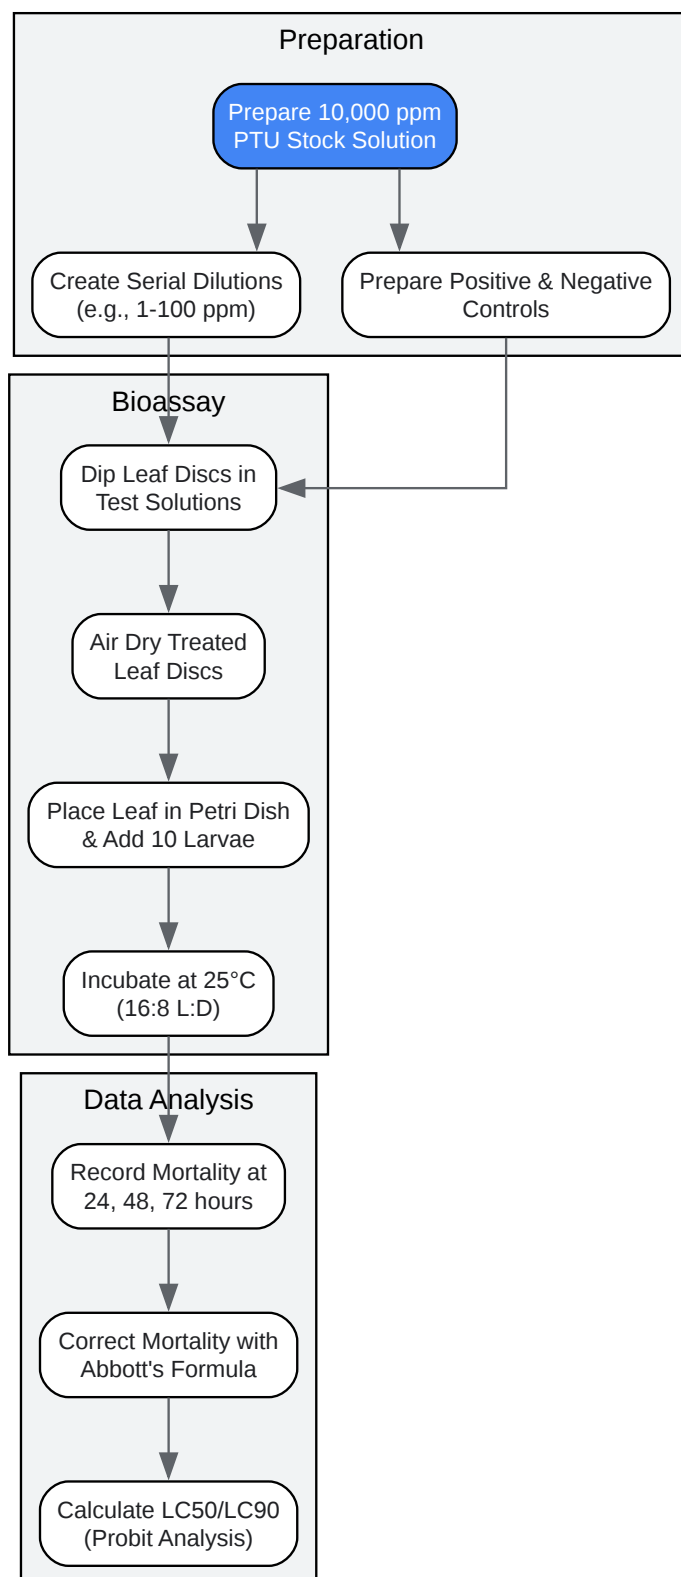 Preparation
Prepare 10,000 ppm
PTU Stock Solution
Create Serial Dilutions
(e.g., 1-100 ppm)
Prepare Positive & Negative
Controls
Bioassay
Dip Leaf Discs in
Test Solutions
Air Dry Treated
Leaf Discs
Place Leaf in Petri Dish
& Add 10 Larvae
Incubate at 25°C
(16:8 L:D)
Data Analysis
Record Mortality at
24, 48, 72 hours
Correct Mortality with
Abbott's Formula
Calculate LC50/LC90
(Probit Analysis)